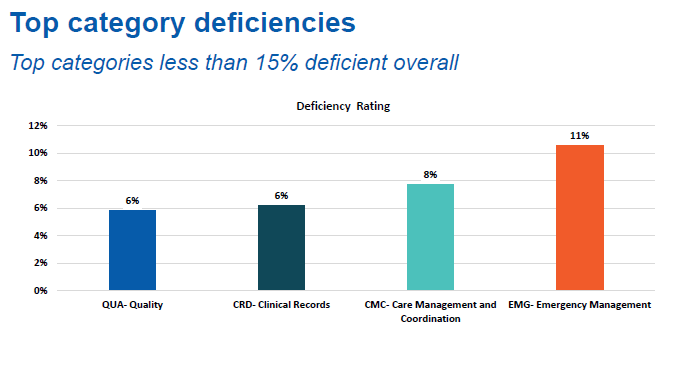 Top category deficiencies
Top categories less than 15% deficient overall
Deficiency Rating
12%
10%
8%
6%
4%
2%
0%
6%
6%
8%
11%
QUA- Quality
CRD- Clinical Records
CMC- Care Management and
Coordination
EMG- Emergency Management